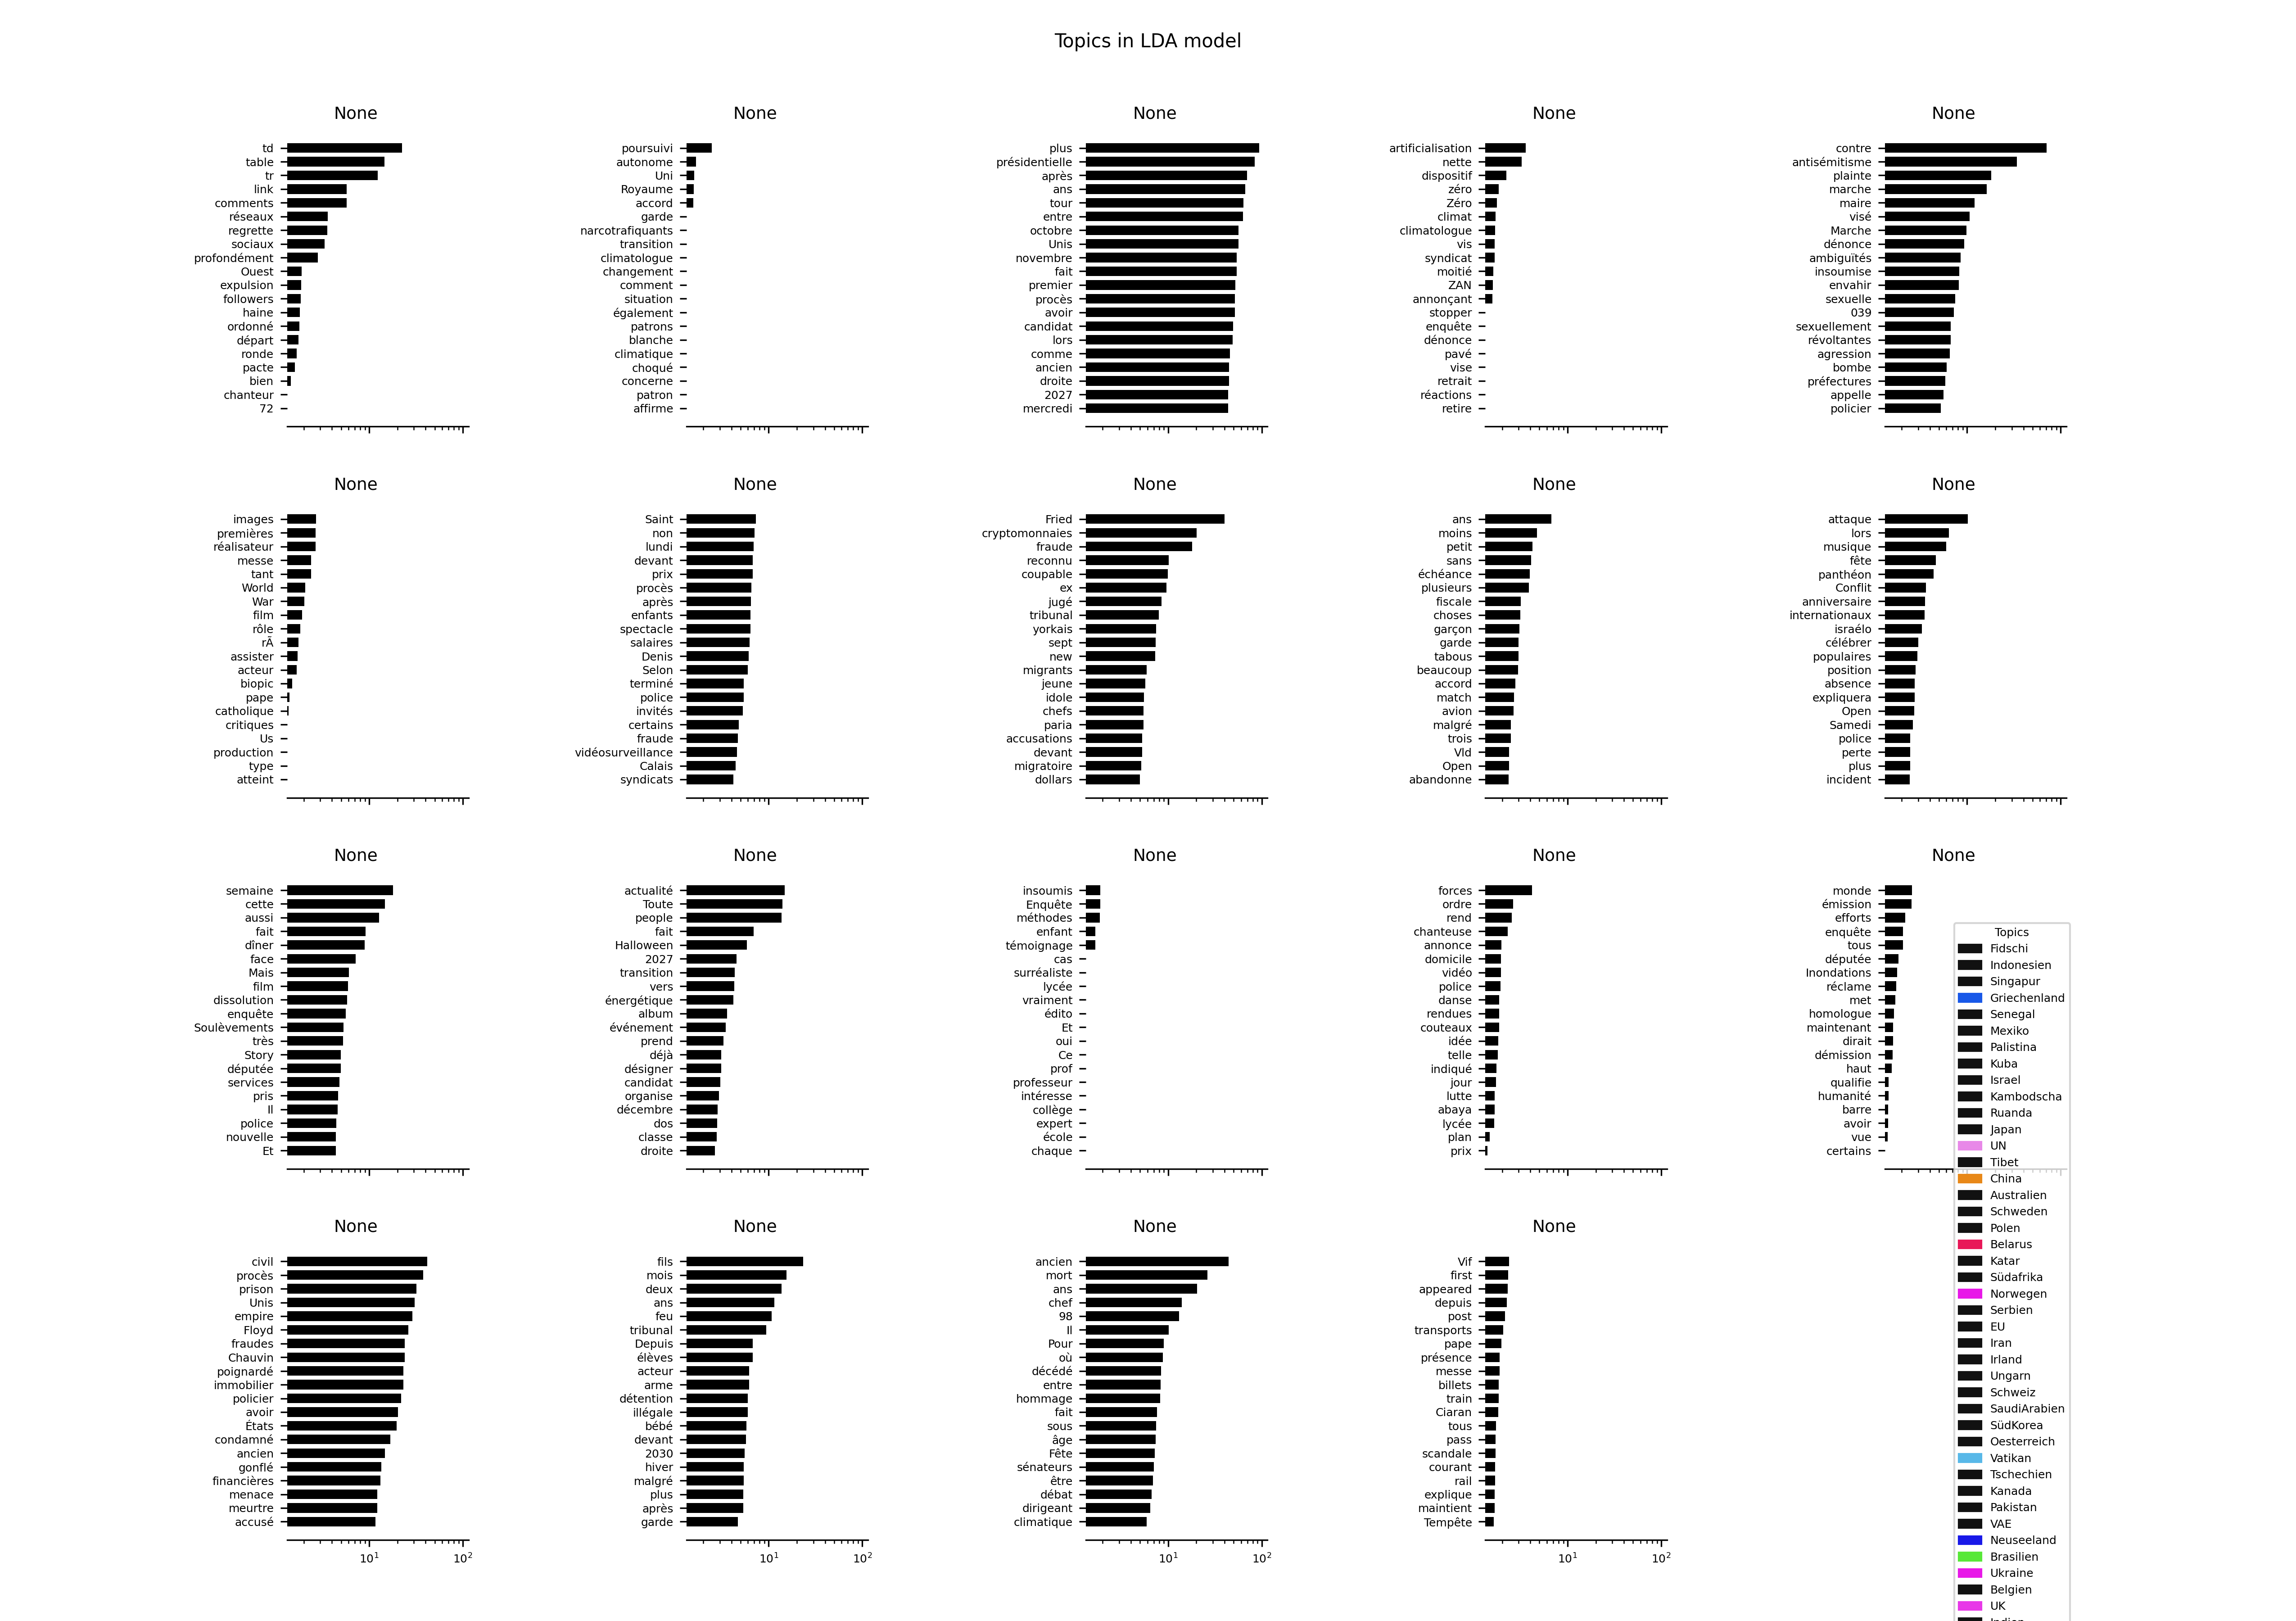 Topics in LDA model
None
td
table
tr
link
comments
réseaux
regrette
sociaux
profondément
Ouest
expulsion
followers
haine
ordonné
départ
ronde
pacte
bien
chanteur
72
None
poursuivi
autonome
Uni
Royaume
accord
garde
narcotrafiquants
transition
climatologue
changement
comment
situation
également
patrons
blanche
climatique
choqué
concerne
patron
affirme
None
plus
présidentielle
après
ans
tour
entre
octobre
Unis
novembre
fait
premier
procès
avoir
candidat
lors
comme
ancien
droite
2027
mercredi
None
artificialisation
nette
dispositif
zéro
Zéro
climat
climatologue
vis
syndicat
moitié
ZAN
annonçant
stopper
enquête
dénonce
pavé
vise
retrait
réactions
retire
None
contre
antisémitisme
plainte
marche
maire
visé
Marche
dénonce
ambiguïtés
insoumise
envahir
sexuelle
039
sexuellement
révoltantes
agression
bombe
préfectures
appelle
policier
None
images
premières
réalisateur
messe
tant
World
War
film
rôle
rÃ
assister
acteur
biopic
pape
catholique
critiques
Us
production
type
atteint
None
Saint
non
lundi
devant
prix
procès
après
enfants
spectacle
salaires
Denis
Selon
terminé
police
invités
certains
fraude
vidéosurveillance
Calais
syndicats
None
Fried
cryptomonnaies
fraude
reconnu
coupable
ex
jugé
tribunal
yorkais
sept
new
migrants
jeune
idole
chefs
paria
accusations
devant
migratoire
dollars
None
ans
moins
petit
sans
échéance
plusieurs
fiscale
choses
garçon
garde
tabous
beaucoup
accord
match
avion
malgré
trois
Vld
Open
abandonne
None
attaque
lors
musique
fête
panthéon
Conflit
anniversaire
internationaux
israélo
célébrer
populaires
position
absence
expliquera
Open
Samedi
police
perte
plus
incident
None
semaine
cette
aussi
fait
dîner
face
Mais
film
dissolution
enquête
Soulèvements
très
Story
députée
services
pris
Il
police
nouvelle
Et
None
actualité
Toute
people
fait
Halloween
2027
transition
vers
énergétique
album
événement
prend
déjà
désigner
candidat
organise
décembre
dos
classe
droite
None
insoumis
Enquête
méthodes
enfant
témoignage
cas
surréaliste
lycée
vraiment
édito
Et
oui
Ce
prof
professeur
intéresse
collège
expert
école
chaque
None
forces
ordre
rend
chanteuse
annonce
domicile
vidéo
police
danse
rendues
couteaux
idée
telle
indiqué
jour
lutte
abaya
lycée
plan
prix
None
monde
émission
efforts
enquête
tous
députée
Inondations
réclame
met
homologue
maintenant
dirait
démission
haut
qualifie
humanité
barre
avoir
vue
certains
None
civil
procès
prison
Unis
empire
Floyd
fraudes
Chauvin
poignardé
immobilier
policier
avoir
États
condamné
ancien
gonflé
financières
menace
meurtre
accusé
10¹ 10²
None
fils
mois
deux
ans
feu
tribunal
Depuis
élèves
acteur
arme
détention
illégale
bébé
devant
2030
hiver
malgré
plus
après
garde
10¹ 10²
None
ancien
mort
ans
chef
98
Il
Pour
où
décédé
entre
hommage
fait
sous
âge
Fête
sénateurs
être
débat
dirigeant
climatique
10¹ 10²
None
Vif
first
appeared
depuis
post
transports
pape
présence
messe
billets
train
Ciaran
tous
pass
scandale
courant
rail
explique
maintient
Tempête
10¹ 10²
Topics
Fidschi
Indonesien
Singapur
Griechenland
Senegal
Mexiko
Palistina
Kuba
Israel
Kambodscha
Ruanda
Japan
UN
Tibet
China
Australien
Schweden
Polen
Belarus
Katar
Südafrika
Norwegen
Serbien
EU
Iran
Irland
Ungarn
Schweiz
SaudiArabien
SüdKorea
Oesterreich
Vatikan
Tschechien
Kanada
Pakistan
VAE
Neuseeland
Brasilien
Ukraine
Belgien
UK